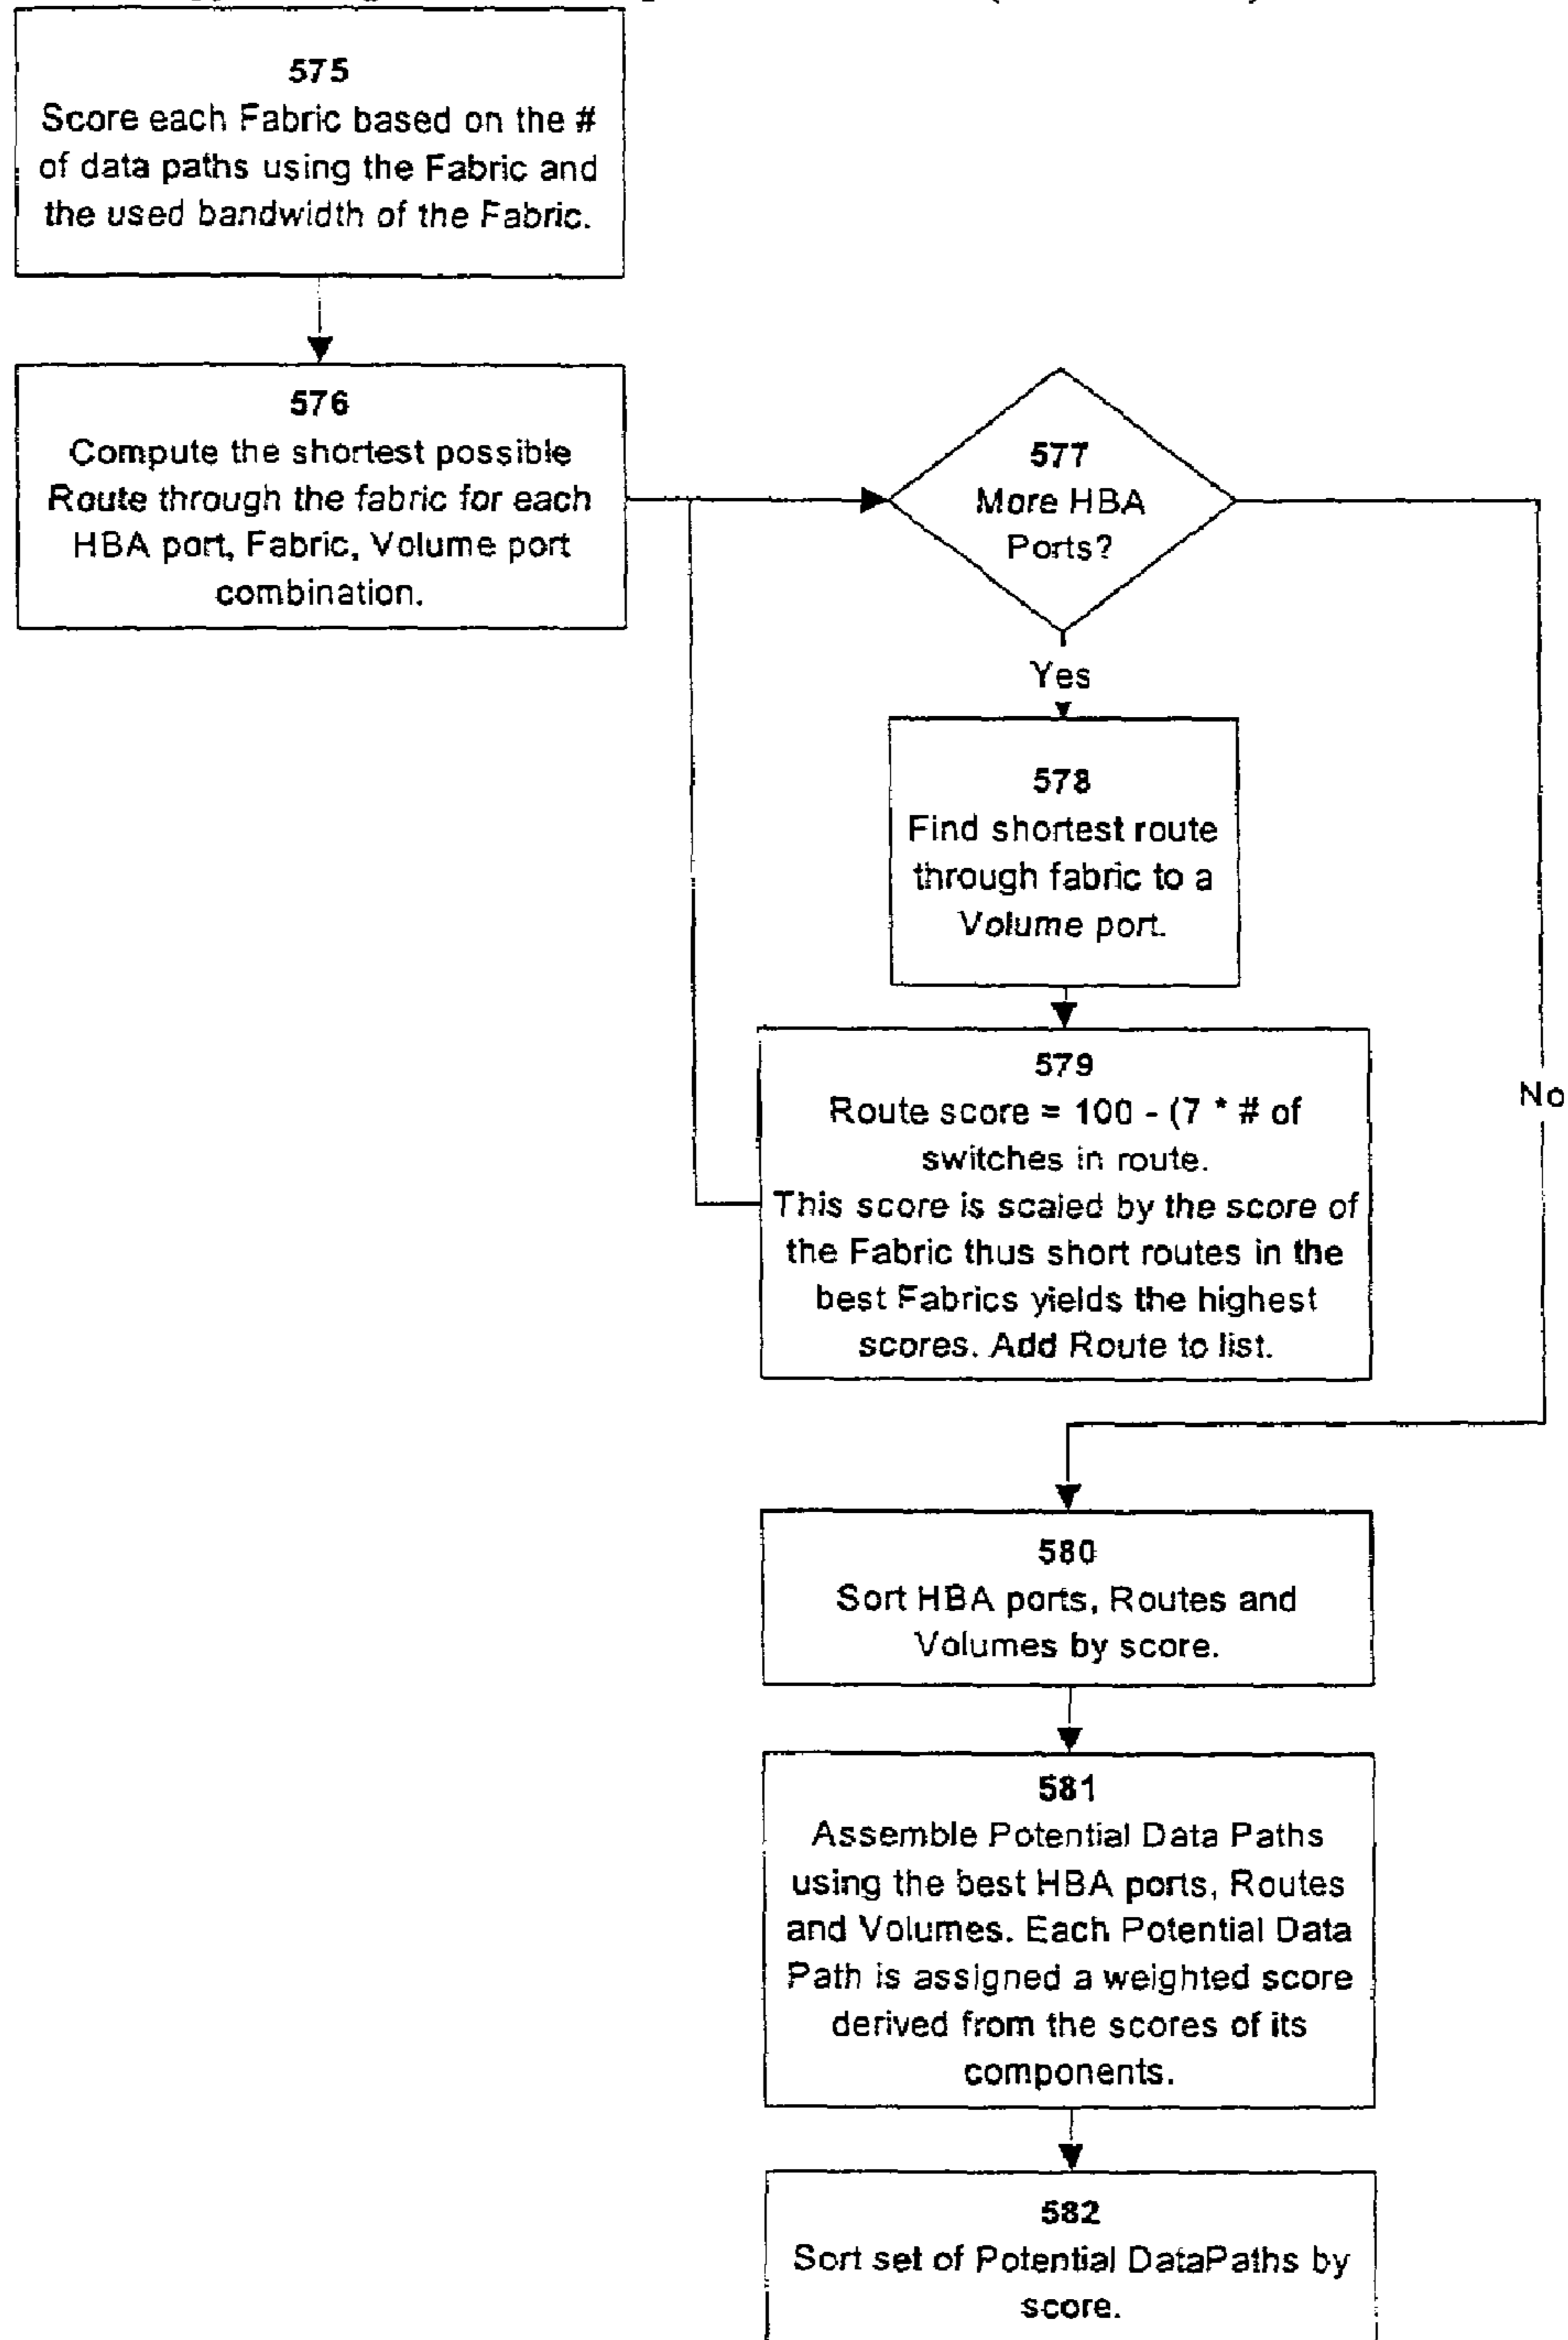 575
Score each Fabric based on the #
of data paths using the Fabric and
the used bandwidth of the Fabric.
576
Compute the shortest possible
Route through the fabric for each
HBA port, Fabric, Volume port
combination.
577
More HBA
Ports?
Yes
578
Find shortest route
through fabric to a
Volume port.
579
Route score = 100 - (7 * # of
switches in route.
This score is scaled by the score of
the Fabric thus short routes in the
best Fabrics yields the highest
scores. Add Route to list.
No
580
Sort HBA ports, Routes and
Volumes by score.
581
Assemble Potential Data Paths
using the best HBA ports, Routes
and Volumes. Each Potential Data
Path is assigned a weighted score
derived from the scores of its
components.
582
Sort set of Potential DataPaths by
score.